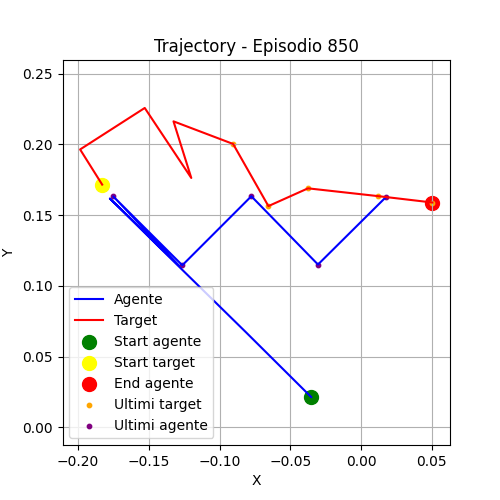 Trajectory - Episodio 850
0.25
0.20
0.15
0.10
0.05
0.00
Y
Agente
Target
Start agente
Start target
End agente
Ultimi target
Ultimi agente
−0.20
−0.15
−0.10
−0.05
0.00
0.05
X